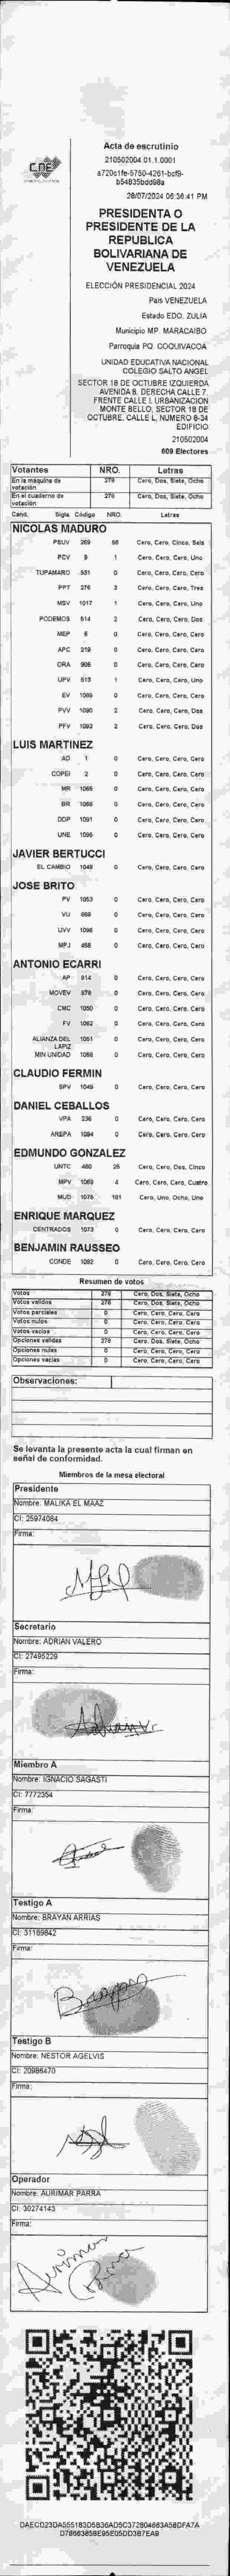 Acta de escrutinio
210502004.01.1.0001
a720c1fe-5750-4261-bcf9-
b54835bdd98a
28/07/2024 06:36:41 PM
CNE
PRESIDENTA O
PRESIDENTE DE LA
REPUBLICA
BOLIVARIANA DE
VENEZUELA
ELECCIÓN PRESIDENCIAL 2024
Pais VENEZUELA
Estado EDO. ZULIA
Municipio MP. MARACAIBO
Parroquia PQ. COQUIVACOA
UNIDAD EDUCATIVA NACIONAL
COLEGIO SALTO ANGEL
SECTOR 18 DE OCTUBRE IZQUIERDA
AVENIDA 8. DERECHA CALLE 7.
FRENTE CALLE L URBANIZACION
MONTE BELLO, SECTOR 18 DE
OCTUBRE, CALLE L, NUMERO 8-34
EDIFICIO
210502004
609 Electores
Votantes NRO. Letras
En la máquina de votación 278 Cero, Dos, Siete, Ocho
En el cuaderno de votación 278 Cero, Dos, Siete, Ocho
Cand. Sigla Código NRO. Letras
NICOLAS MADURO
PSUV 269 56 Cero, Cero, Cinco, Seis
PCV 9 1 Cero, Cero, Cero, Uno
TUPAMARO 931 0 Cero, Cero, Cero, Cero
PPT 276 3 Cero, Cero, Cero, Tres
MSV 1017 1 Cero, Cero, Cero, Uno
PODEMOS 514 2 Cero, Cero, Cero, Dos
MEP 6 0 Cero, Cero, Cero, Cero
APC 219 0 Cero, Cero, Cero, Cero
ORA 906 0 Cero, Cero, Cero, Cero
UPV 813 1 Cero, Cero, Cero, Uno
EV 1089 0 Cero, Cero, Cero, Cero
PVV 1090 2 Cero, Cero, Cero, Dos
PFV 1093 2 Cero, Cero, Cero, Dos
LUIS MARTINEZ
AD 1 0 Cero, Cero, Cero, Cero
COPEI 2 0 Cero, Cero, Cero, Cero
MR 1065 0 Cero, Cero, Cero, Cero
BR 1066 0 Cero, Cero, Cero, Cero
DDP 1091 0 Cero, Cero, Cero, Cero
UNE 1095 0 Cero, Cero, Cero, Cero
JAVIER BERTUCCI
EL CAMBIO 1048 0 Cero, Cero, Cero, Cero
JOSE BRITO
PV 1053 0 Cero, Cero, Cero, Cero
VU 868 0 Cero, Cero, Cero, Cero
UVV 1096 0 Cero, Cero, Cero, Cero
MPJ 458 0 Cero, Cero, Cero, Cero
ANTONIO ECARRI
AP 814 0 Cero, Cero, Cero, Cero
MOVEV 878 0 Cero, Cero, Cero, Cero
CMC 1050 0 Cero, Cero, Cero, Cero
FV 1062 0 Cero, Cero, Cero, Cero
ALIANZA DEL LAPIZ 1051 0 Cero, Cero, Cero, Cero
MIN UNIDAD 1058 0 Cero, Cero, Cero, Cero
CLAUDIO FERMIN
SPV 1049 0 Cero, Cero, Cero, Cero
DANIEL CEBALLOS
VPA 236 0 Cero, Cero, Cero, Cero
AREPA 1094 0 Cero, Cero, Cero, Cero
EDMUNDO GONZALEZ
UNTC 460 25 Cero, Cero, Dos, Cinco
MPV 1069 4 Cero, Cero, Cero, Cuatro
MUD 1076 181 Cero, Uno, Ocho, Uno
ENRIQUE MARQUEZ
CENTRADOS 1073 0 Cero, Cero, Cero, Cero
BENJAMIN RAUSSEO
CONDE 1092 0 Cero, Cero, Cero, Cero
Resumen de votos
Votos 278 Cero, Dos, Siete, Ocho
Votos validos 278 Cero, Dos, Siete, Ocho
Votos parciales 0 Cero, Cero, Cero, Cero
Votos nulos 0 Cero, Cero, Cero, Cero
Votos vacios 0 Cero, Cero, Cero, Cero
Opciones validas 278 Cero, Dos, Siete, Ocho
Opciones nulas 0 Cero, Cero, Cero, Cero
Opciones vacias 0 Cero, Cero, Cero, Cero
Observaciones:
Se levanta la presente acta la cual firman en
señal de conformidad.
Miembros de la mesa electoral
Presidente
Nombre: MALIKA EL MAAZ
CI: 25974084
Firma:
Secretario
Nombre: ADRIAN VALERO
CI: 27495229
Firma:
Adrian V.
Miembro A
Nombre: IGNACIO SAGASTI
CI: 7772354
Firma:
Testigo A
Nombre: BRAYAN ARRIAS
CI: 31169842
Firma:
Testigo B
Nombre: NESTOR AGELVIS
CI: 20985470
Firma:
Operador
Nombre: AURIMAR PARRA
CI: 30274143
Firma:
Aurimar
Parra